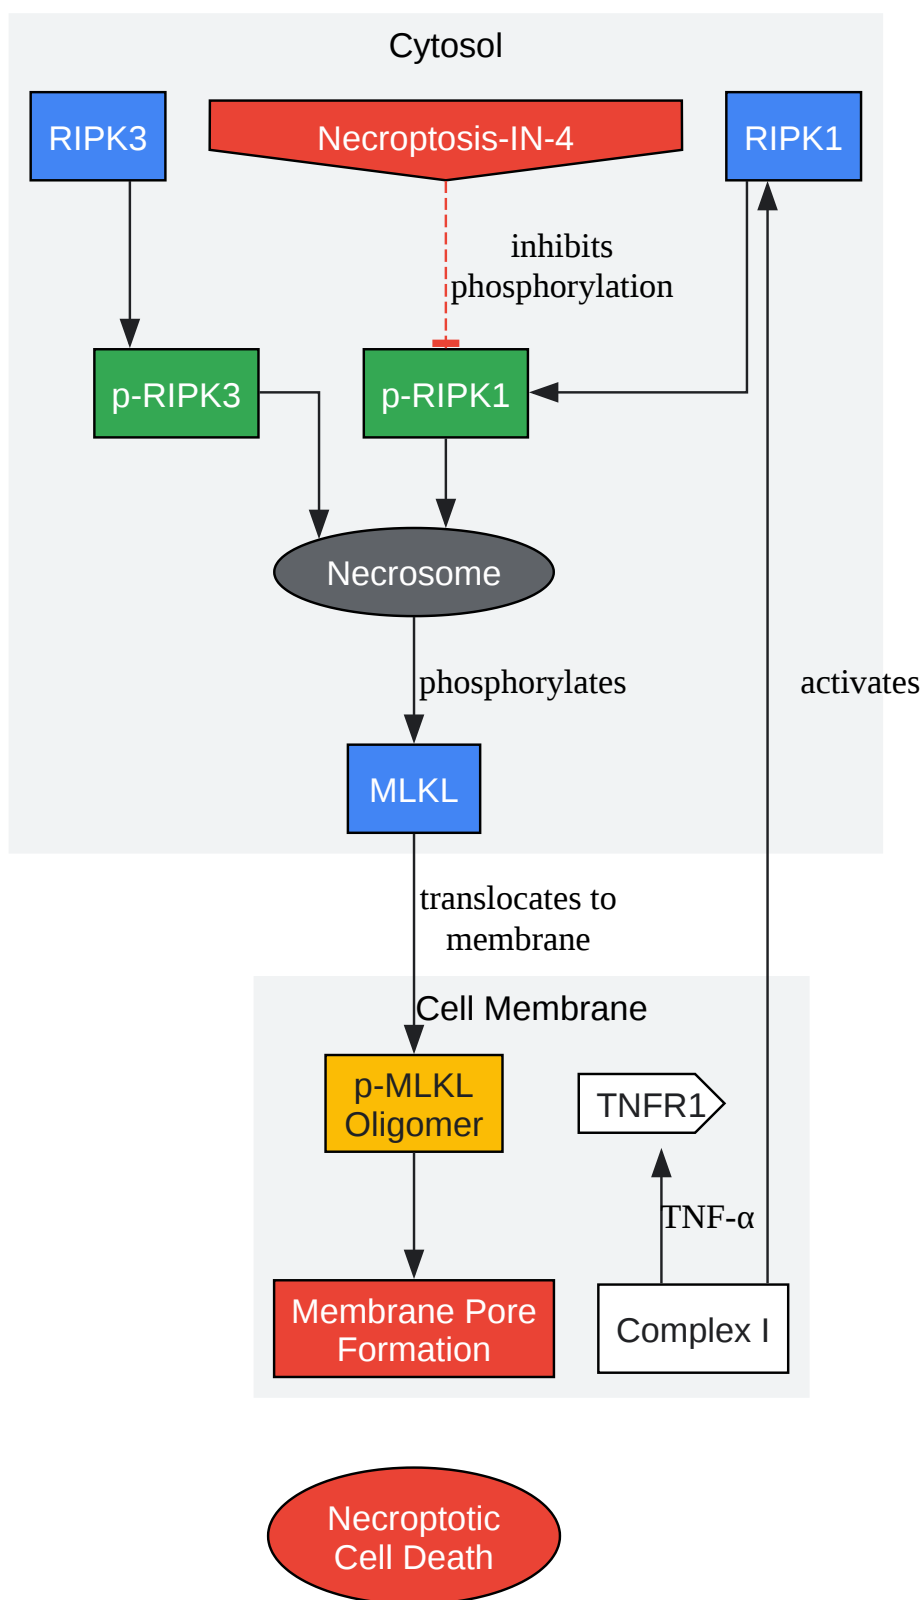 Cytosol
RIPK3
Necroptosis-IN-4
RIPK1
inhibits
phosphorylation
p-RIPK3
p-RIPK1
Necrosome
phosphorylates
activates
MLKL
translocates to
membrane
Cell Membrane
p-MLKL
Oligomer
TNFR1
TNF-α
Membrane Pore
Formation
Complex I
Necroptotic
Cell Death